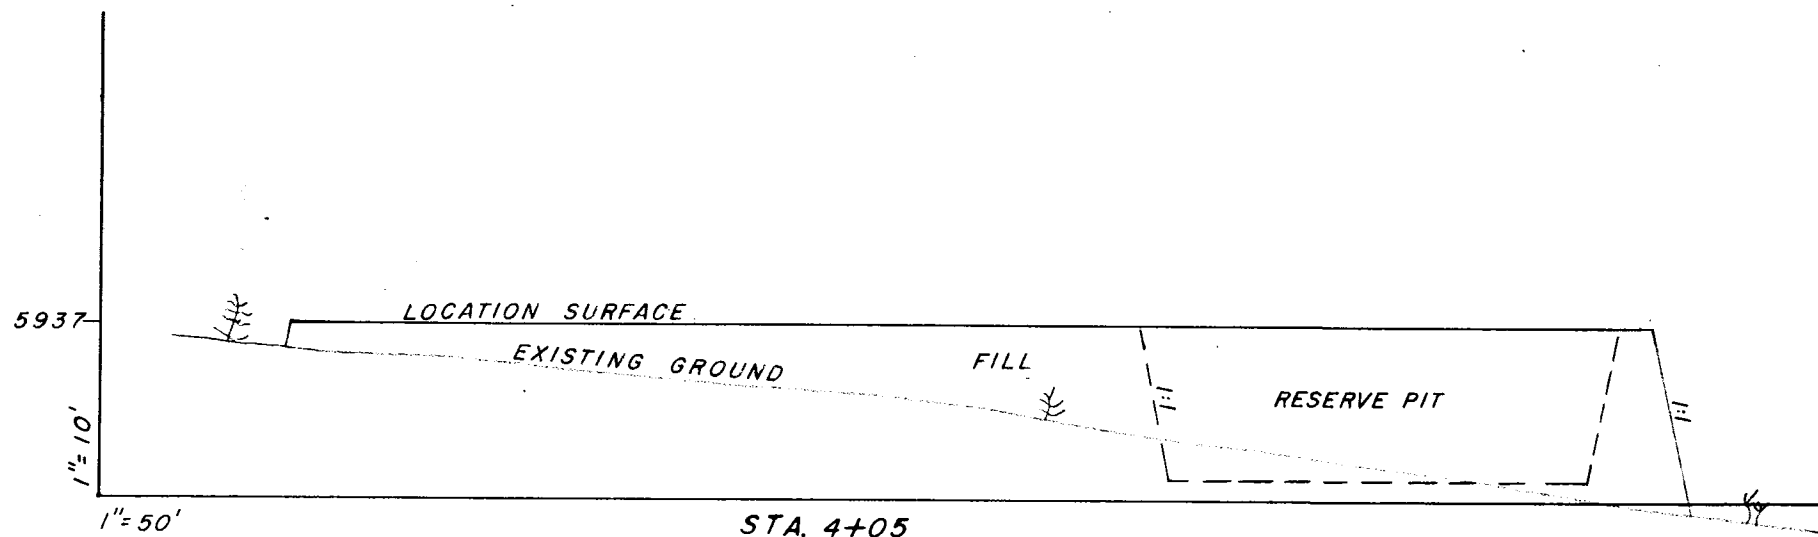 5937
LOCATION SURFACE
EXISTING GROUND
FILL
1:1
RESERVE PIT
1:1
1"=10'
1"=50'
STA. 4+05